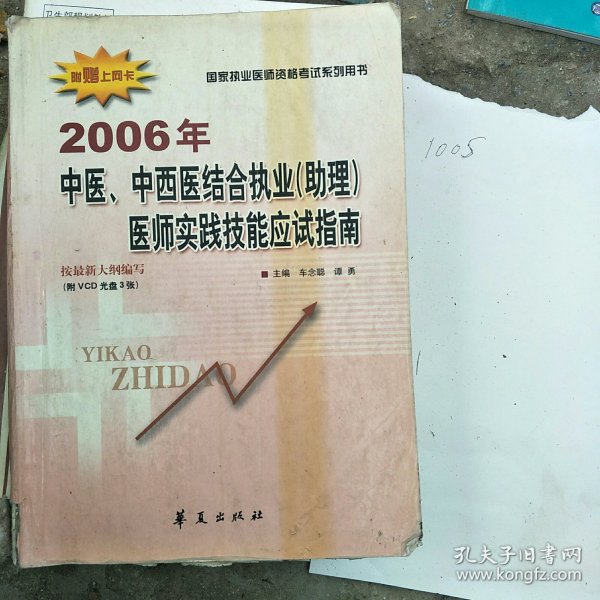 附赠上网卡
国家执业医师资格考试系列用书
2006年
中医、中西医结合执业(助理)
医师实践技能应试指南
按最新大纲编写
(附VCD光盘3张)
■ 主编 车念聪 谭勇
YIKAO
ZHIDAO
华夏出版社
1005
孔夫子旧书网
www.kongfz.com